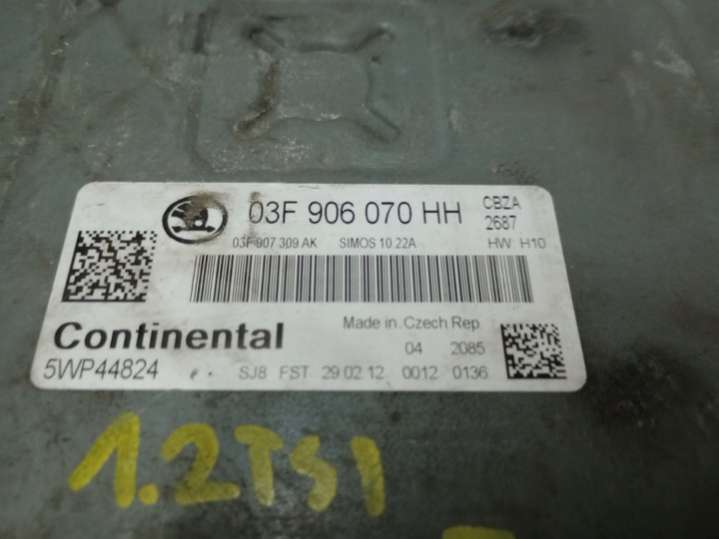 03F 906 070 HH CBZA
2687
03F 907 309 AK SIMOS 10.22A HW H10
Continental Made in Czech Rep
04 2085
5WP44824 SJ8 FST 29.02.12 0012 0136
1.2TSI